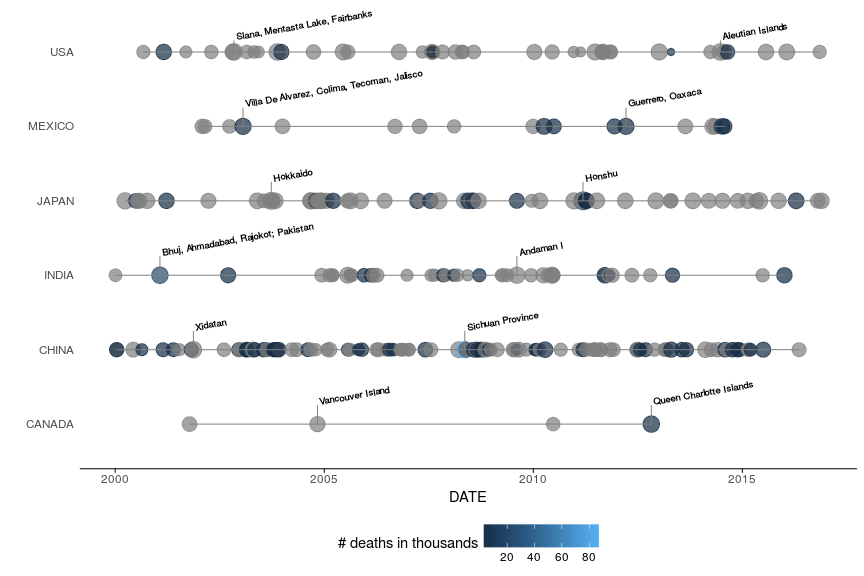 Slana, Mentasta Lake, Fairbanks
Aleutian Islands
USA
Villa De Alvarez, Colima, Tecoman, Jalisco
Guerrero, Oaxaca
MEXICO
Hokkaido
Honshu
JAPAN
Bhuj, Ahmadabad, Rajokot; Pakistan
Andaman I
INDIA
Xidatan
Sichuan Province
CHINA
Vancouver Island
Queen Charlotte Islands
CANADA
2000 2005 2010 2015
DATE
# deaths in thousands
20 40 60 80